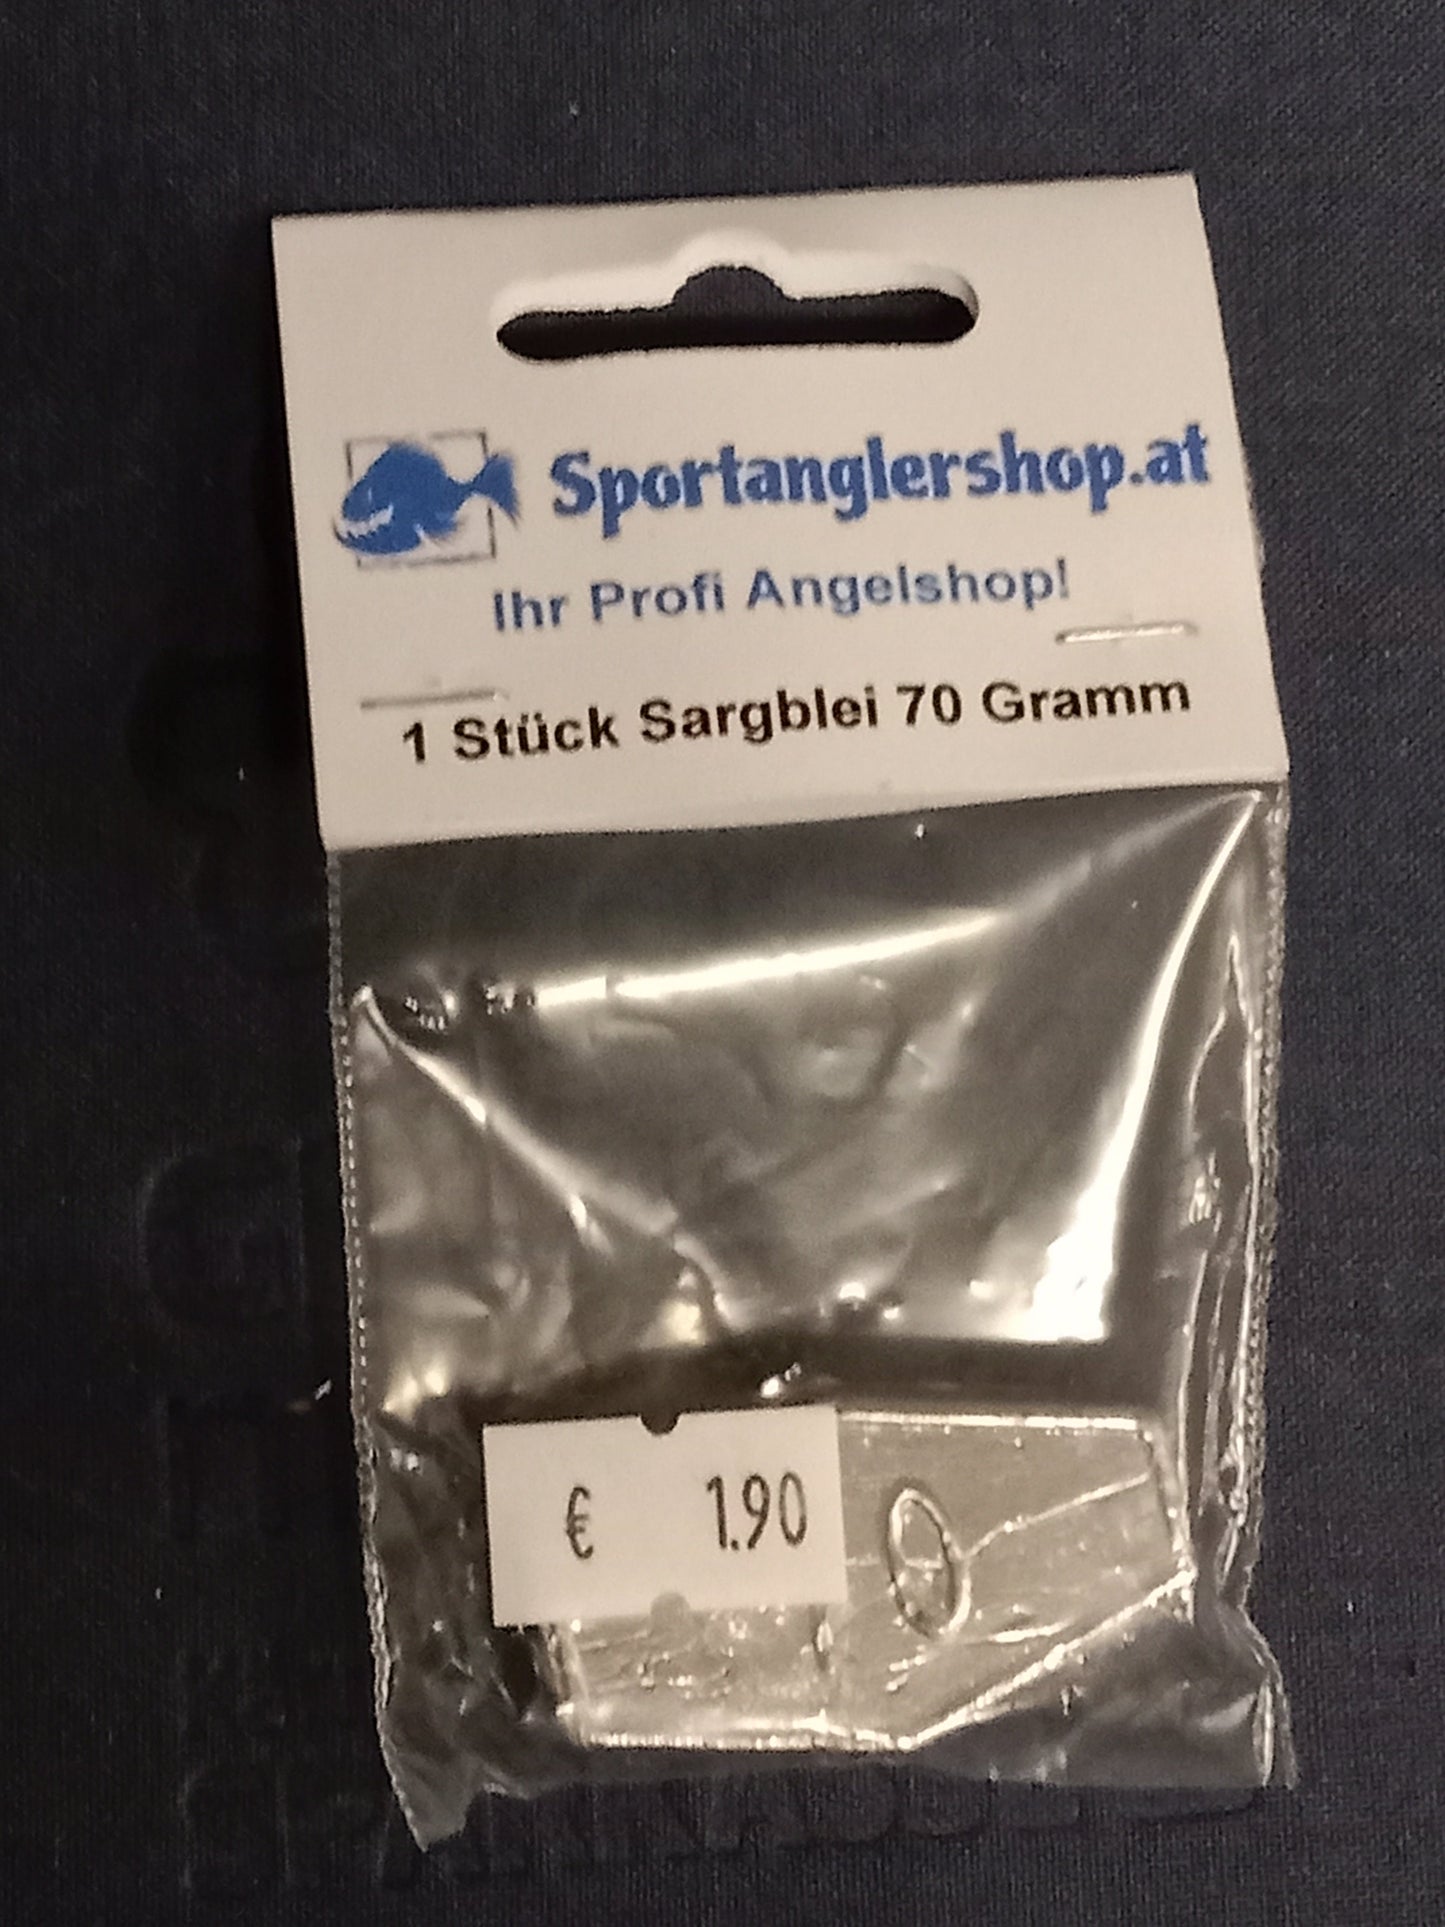 Sportanglershop.at
Ihr Profi Angelshop!
1 Stück Sargblei 70 Gramm
€ 1.90